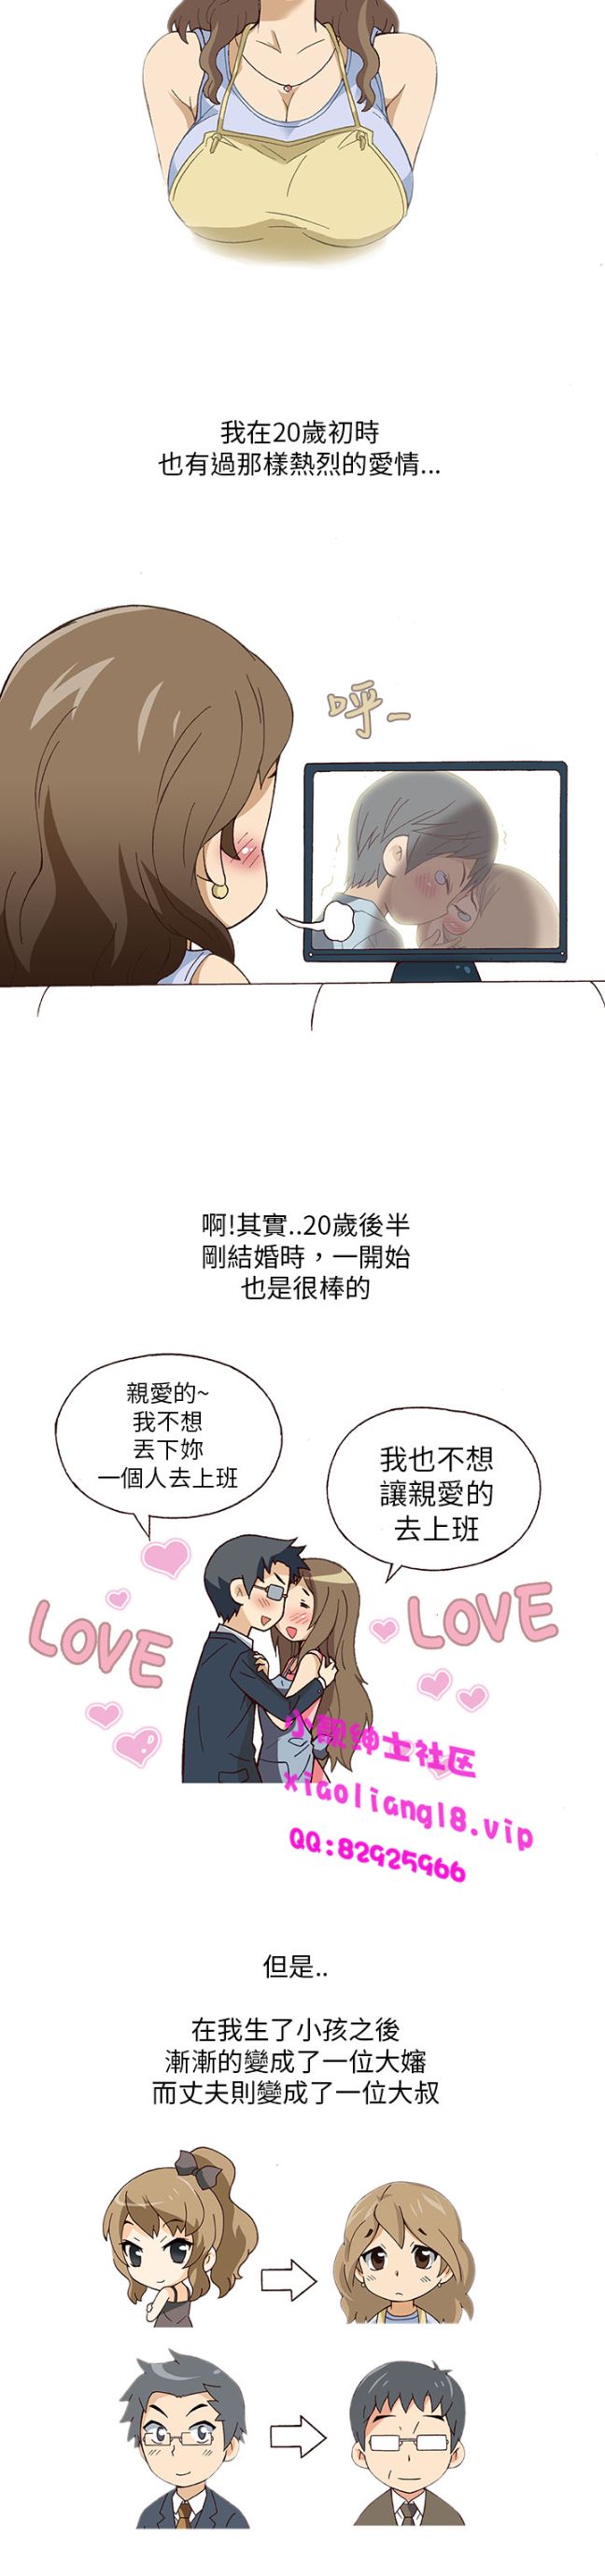 我在20歲初時
也有過那樣熱烈的愛情...
呼-
啊!其實..20歲後半
剛結婚時，一開始
也是很棒的
親愛的~
我不想
丟下妳
一個人去上班
我也不想
讓親愛的
去上班
LOVE
LOVE
小靓绅士社区
xiaoliang18.vip
QQ:82925966
但是..
在我生了小孩之後
漸漸的變成了一位大嬸
而丈夫則變成了一位大叔